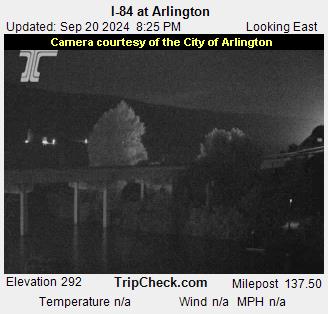 I-84 at Arlington
Updated: Sep 20 2024 8:25 PM Looking East
Camera courtesy of the City of Arlington
Elevation 292 TripCheck.com Milepost 137.50
Temperature n/a Wind n/a MPH n/a